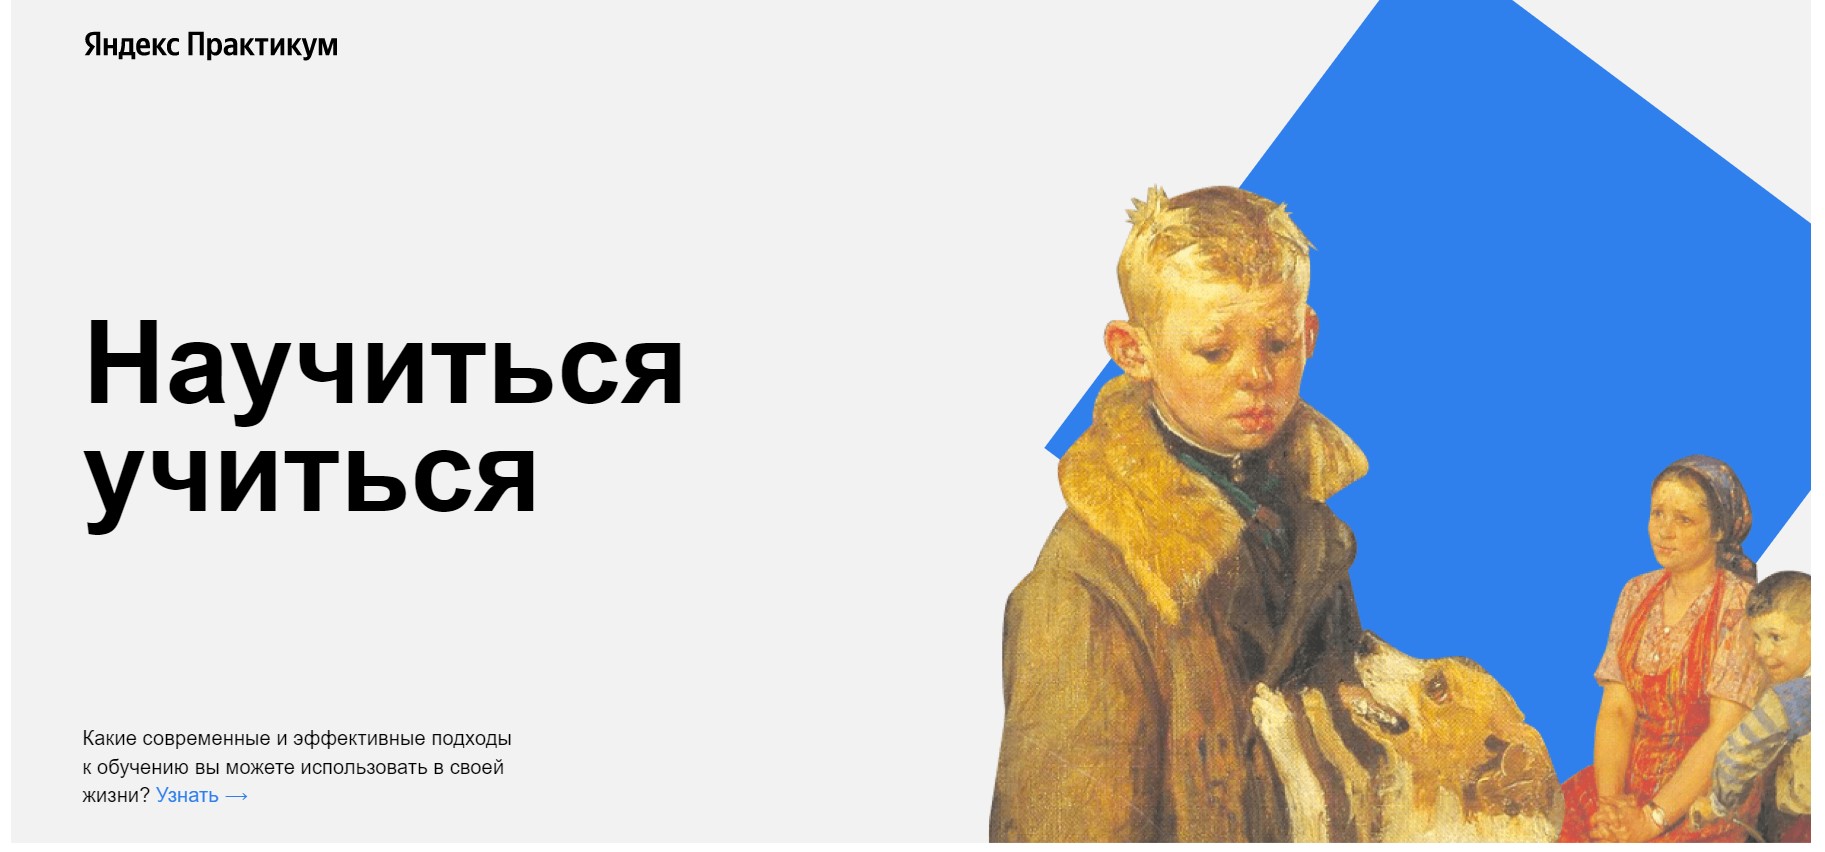 Яндекс Практикум
Научиться
учиться
Какие современные и эффективные подходы
к обучению вы можете использовать в своей
жизни? Узнать →